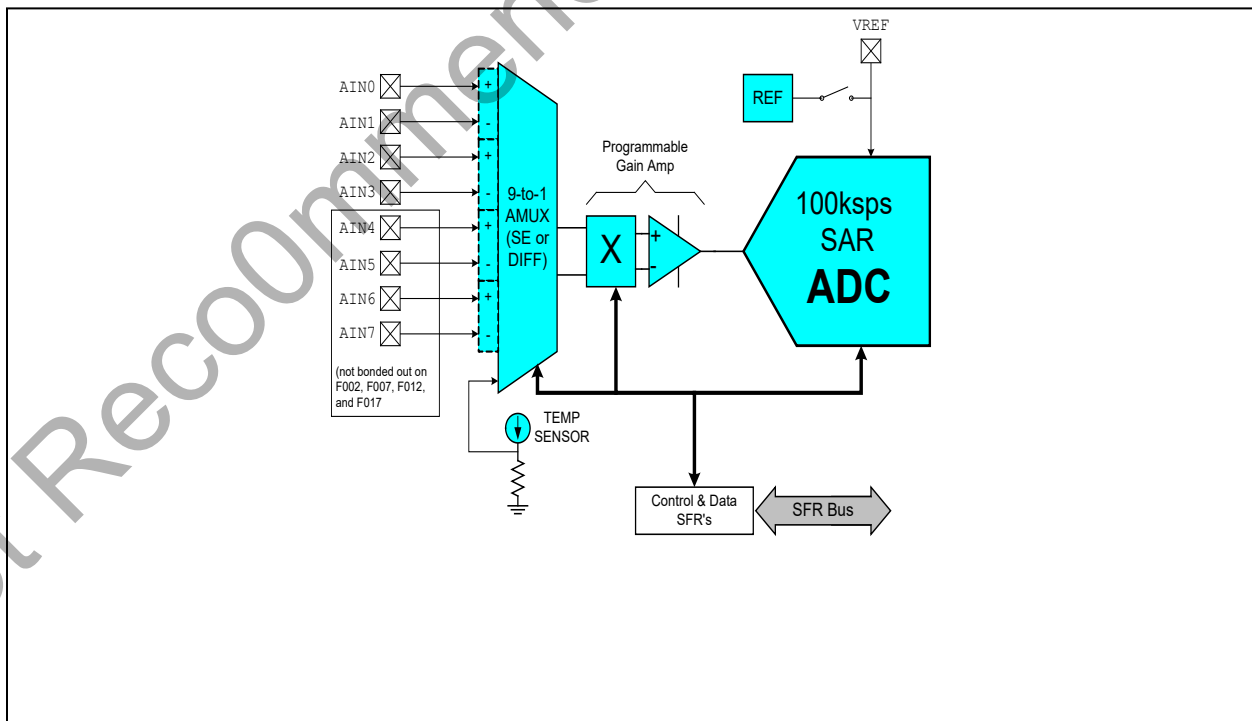 VREF
AIN0
AIN1
AIN2
AIN3
AIN4
AIN5
AIN6
AIN7
(not bonded out on
F002, F007, F012,
and F017
+
-
+
-
+
-
+
-
9-to-1
AMUX
(SE or
DIFF)
Programmable
Gain Amp
X
+
-
REF
100ksps
SAR
ADC
TEMP
SENSOR
Control & Data
SFR's
SFR Bus
Reco0mmen